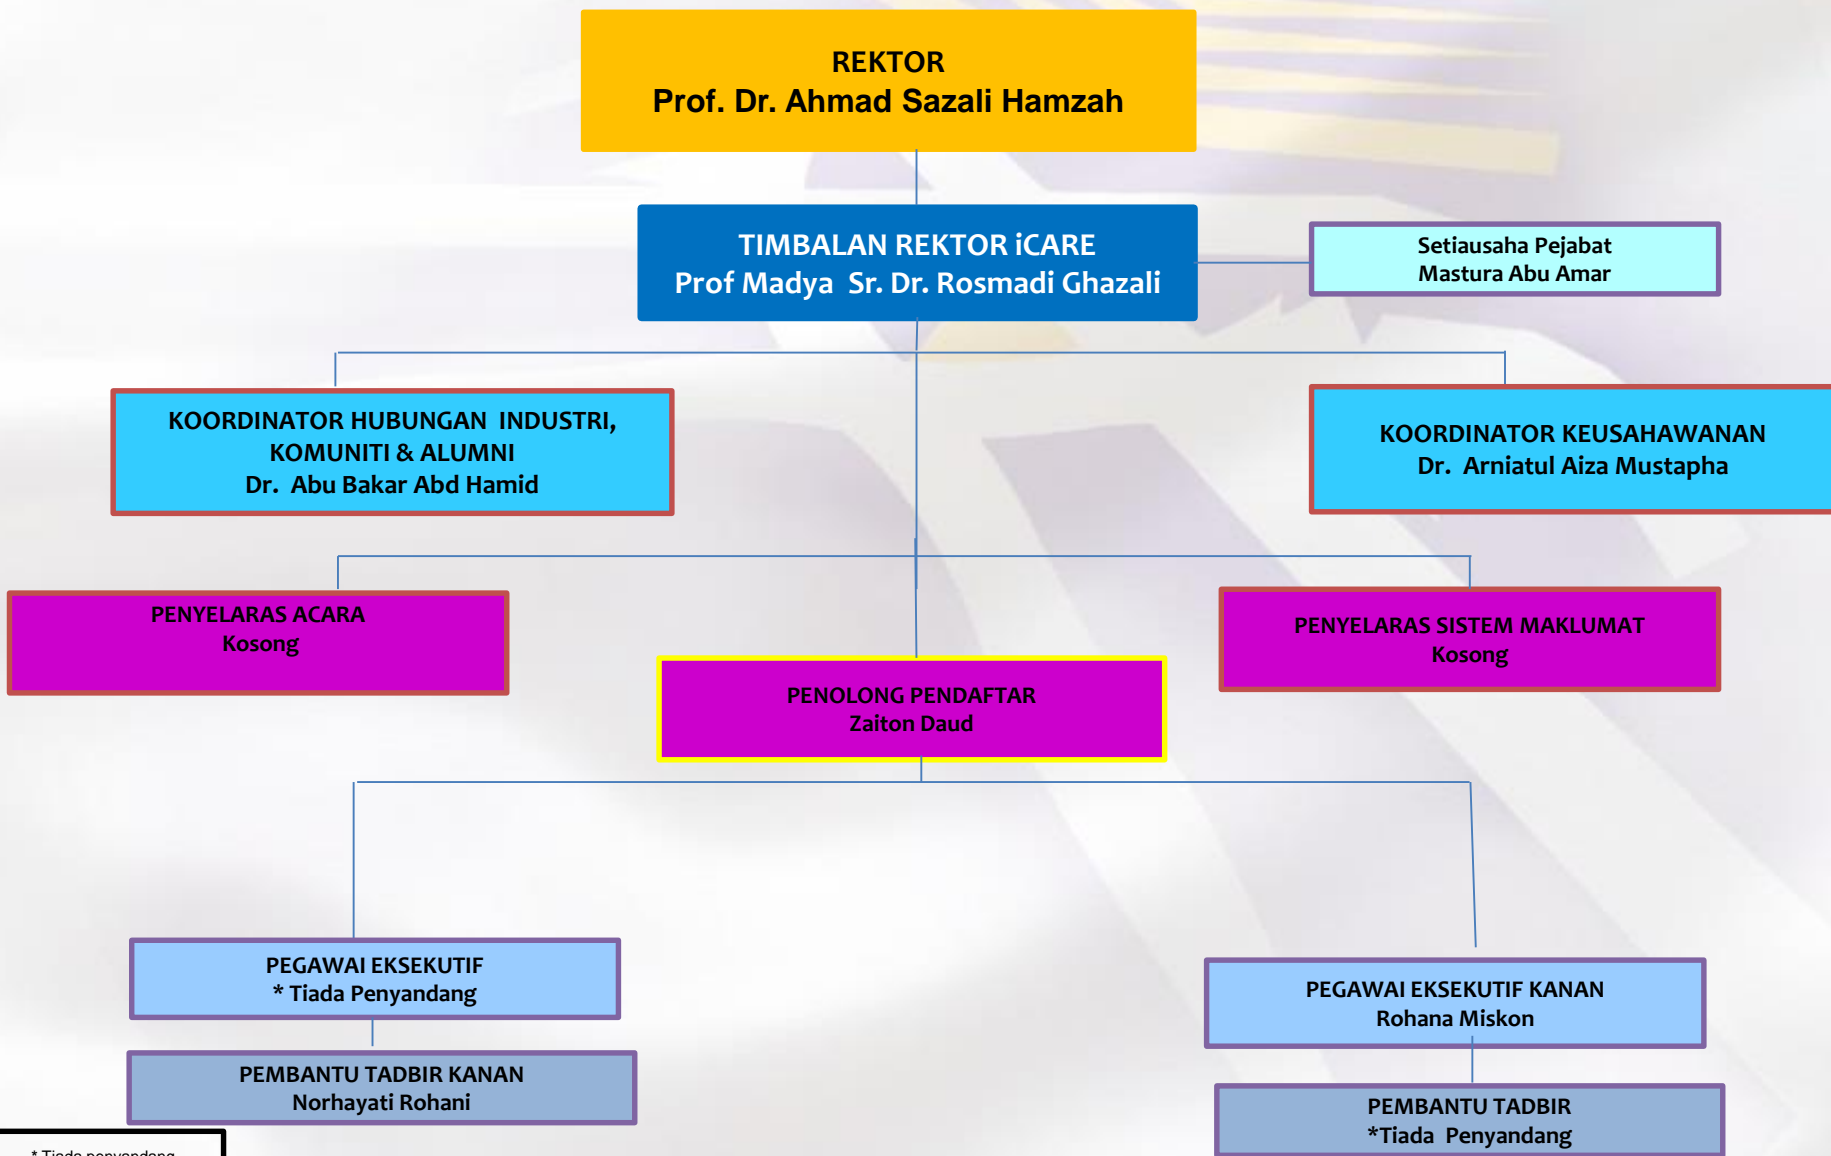 REKTOR
Prof. Dr. Ahmad Sazali Hamzah
TIMBALAN REKTOR iCARE
Prof Madya Sr. Dr. Rosmadi Ghazali
Setiausaha Pejabat
Mastura Abu Amar
KOORDINATOR HUBUNGAN INDUSTRI,
KOMUNITI & ALUMNI
Dr. Abu Bakar Abd Hamid
KOORDINATOR KEUSAHAWANAN
Dr. Arniatul Aiza Mustapha
PENYELARAS ACARA
Kosong
PENYELARAS SISTEM MAKLUMAT
Kosong
PENOLONG PENDAFTAR
Zaiton Daud
PEGAWAI EKSEKUTIF
* Tiada Penyandang
PEGAWAI EKSEKUTIF KANAN
Rohana Miskon
PEMBANTU TADBIR KANAN
Norhayati Rohani
PEMBANTU TADBIR
*Tiada Penyandang
* Tiada penyandang